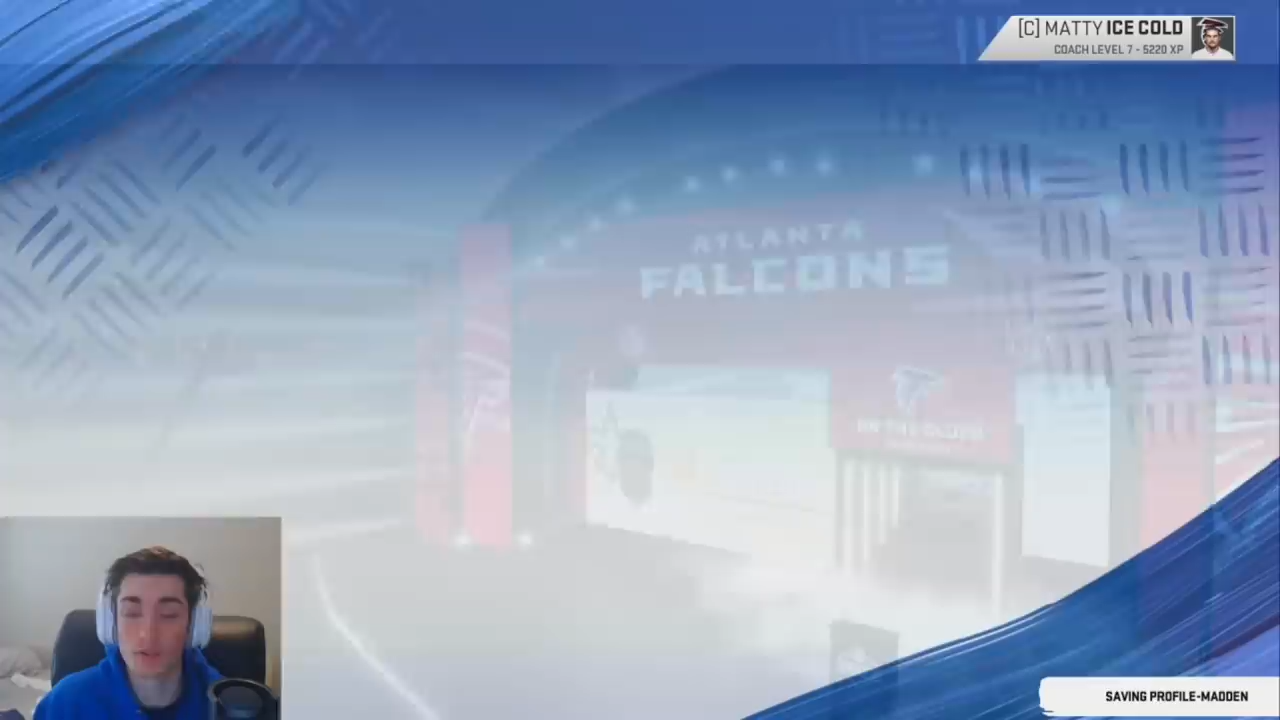 [C] MATTY ICE COLD
COACH LEVEL 7 - 5220 XP
ATLANTA
FALCONS
SAVING PROFILE-MADDEN